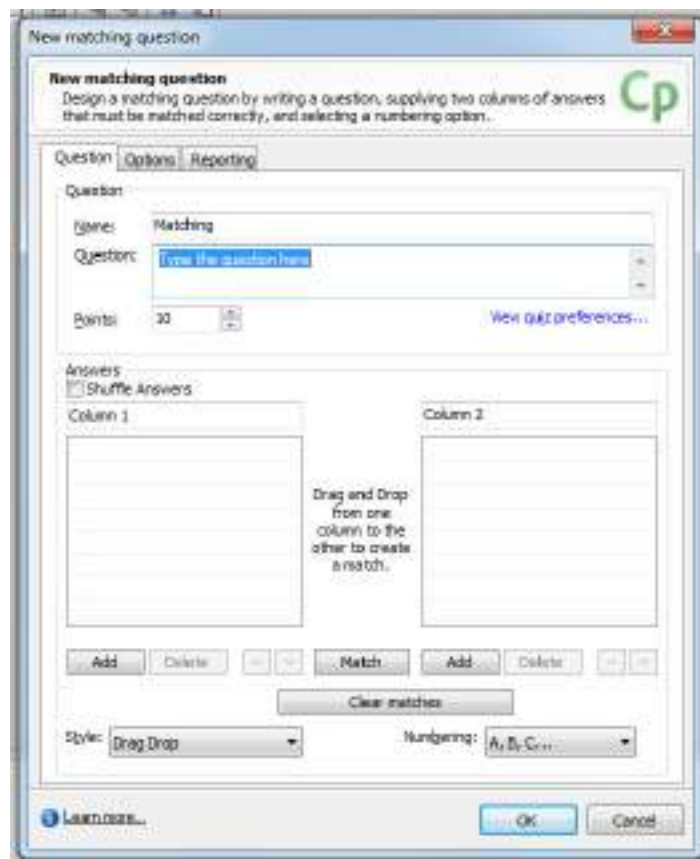 New matching question
New matching question
Design a matching question by writing a question, supplying two columns of answers
that must be matched correctly, and selecting a numbering option.
Cp
Question Options Reporting
Question
Name: Matching
Question: Type the question here
Points: 10 View quiz preferences...
Answers
Shuffle Answers
Column 1 Column 2
Drag and Drop
from one
column to the
other to create
a match.
Add Delete Match Add Delete
Clear matches
Style: Drag Drop Numbering: A, B, C, ...
Learn more... OK Cancel